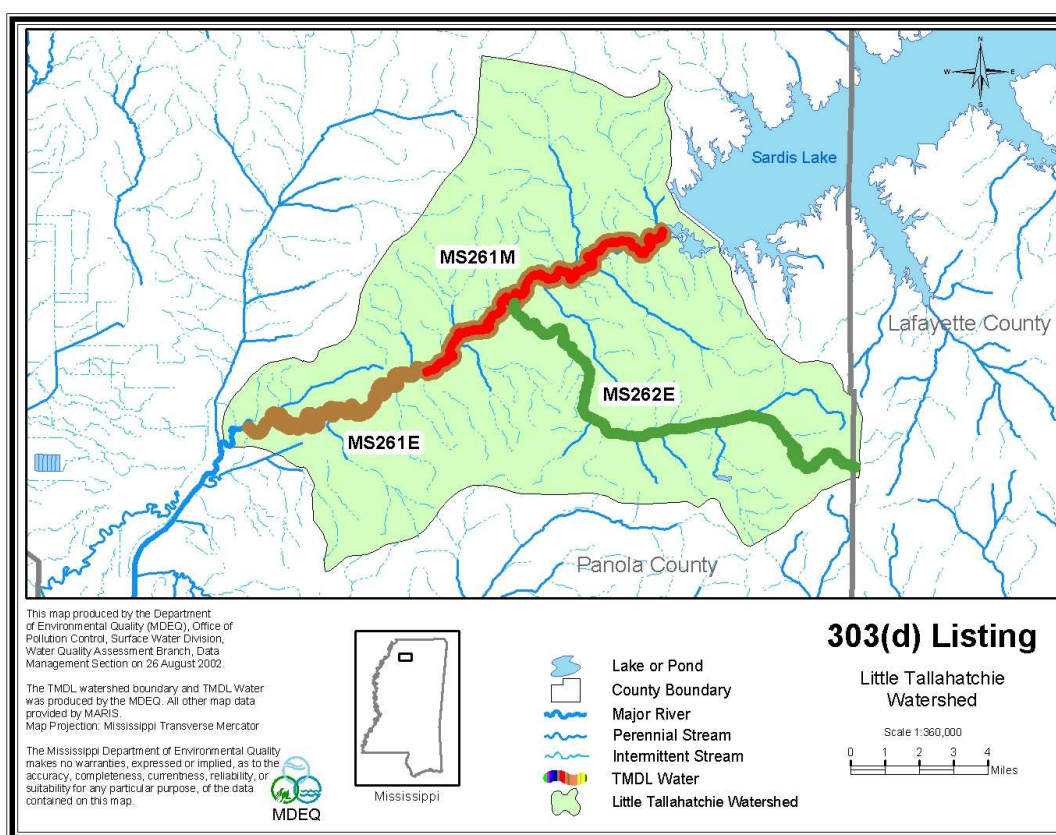 N
W E
S
Sardis Lake
MS261M
Lafayette County
MS262E
MS261E
Panola County
This map produced by the Department
of Environmental Quality (MDEQ), Office of
Pollution Control, Surface Water Division,
Water Quality Assessment Branch, Data
Management Section on 26 August 2002.
The TMDL watershed boundary and TMDL Water
was produced by the MDEQ. All other map data
provided by MARIS.
Map Projection: Mississippi Transverse Mercator
The Mississippi Department of Environmental Quality
makes no warranties, expressed or implied, as to the
accuracy, completeness, currentness, reliability, or
suitability for any particular purpose, of the data
contained on this map.
MDEQ
Mississippi
Lake or Pond
County Boundary
Major River
Perennial Stream
Intermittent Stream
TMDL Water
Little Tallahatchie Watershed
303(d) Listing
Little Tallahatchie
Watershed
Scale 1:360,000
0 1 2 3 4
Miles